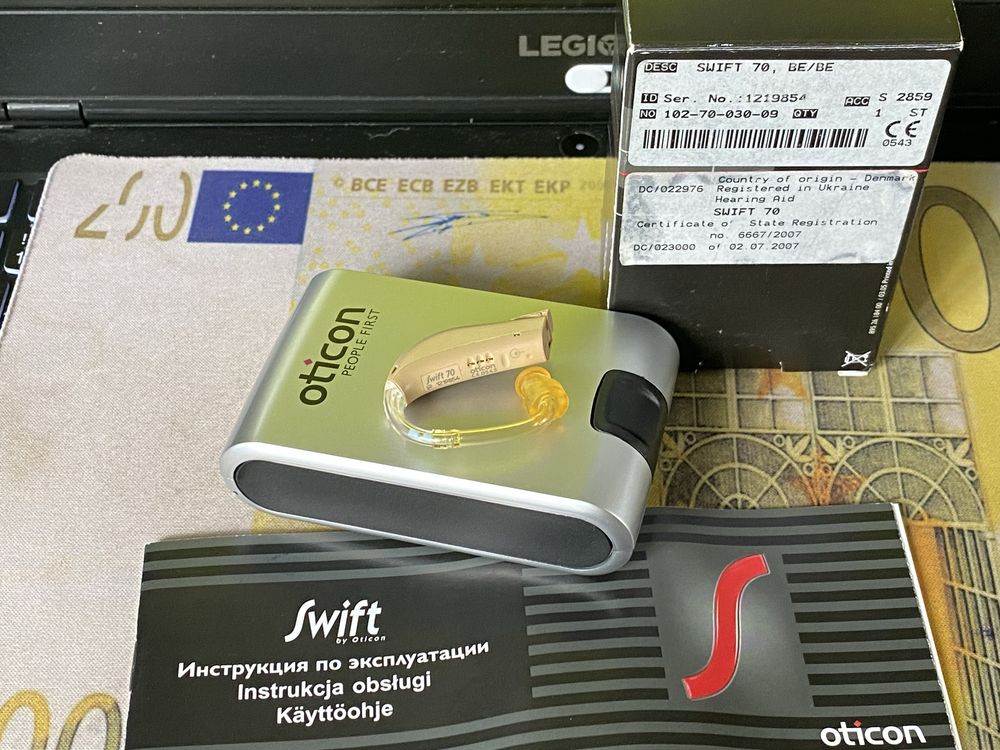 LEGIO
DESC SWIFT 70, BE/BE
ID Ser. No.:1219854 ACC S 2859
NO 102-70-030-09 QTY 1 ST
CE
0543
Country of origin – Denmark
DC/022976 Registered in Ukraine
Hearing Aid
SWIFT 70
Certificate o State Registration
no. 6667/2007
DC/023000 of 02.07.2007
BCE ECB EZB EKT EKP
200
oticon
PEOPLE FIRST
Swift 70
oticon
Swift
by Oticon
Инструкция по эксплуатации
Instrukcja obsługi
Käyttöohje
oticon